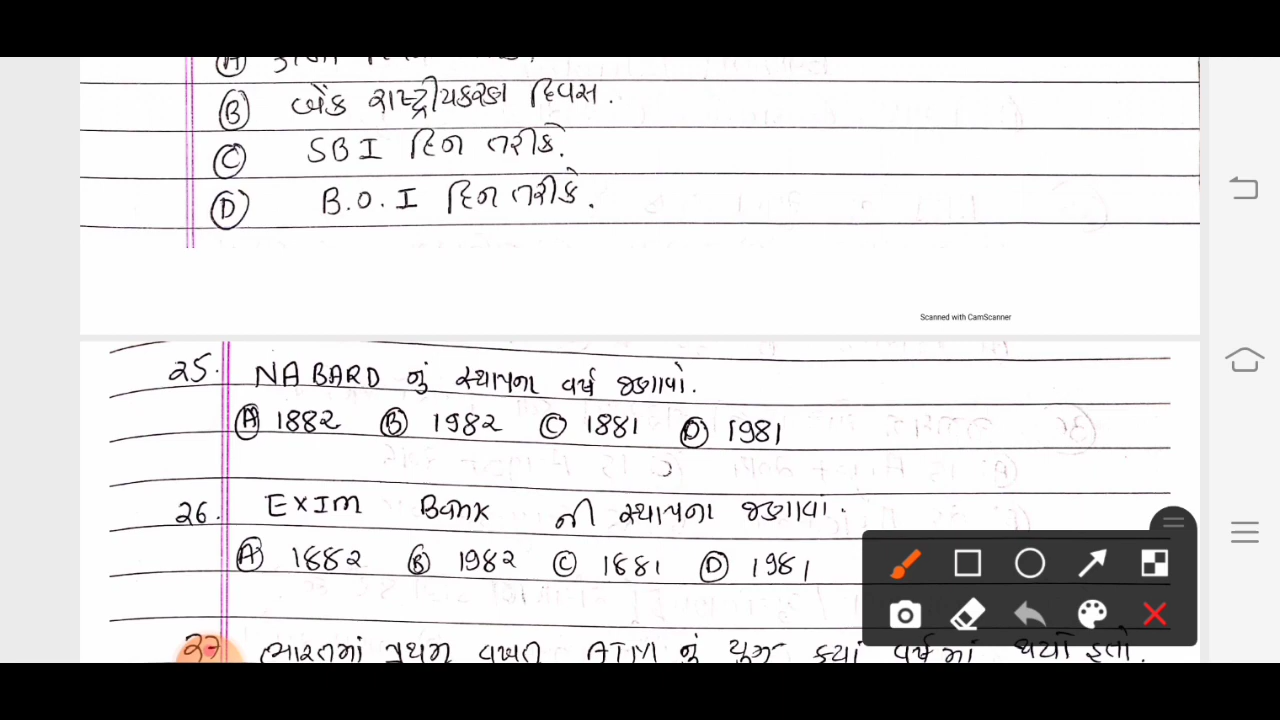 (B) બેંક રાષ્ટ્રીયકરણ દિવસ.
(C) SBI દિન તરીકે.
(D) B.O.I દિન તરીકે.
Scanned with CamScanner
25. NABARD નું સ્થાપના વર્ષ જણાવો.
(A) 1882 (B) 1982 (C) 1881 (D) 1981
26. EXIM Bank ની સ્થાપના જણાવો.
(A) 1882 (B) 1982 (C) 1881 (D) 1981
27 ભારતમાં પ્રથમ વખત ATM નું ક્યાં વર્ષમાં થયો હતો.